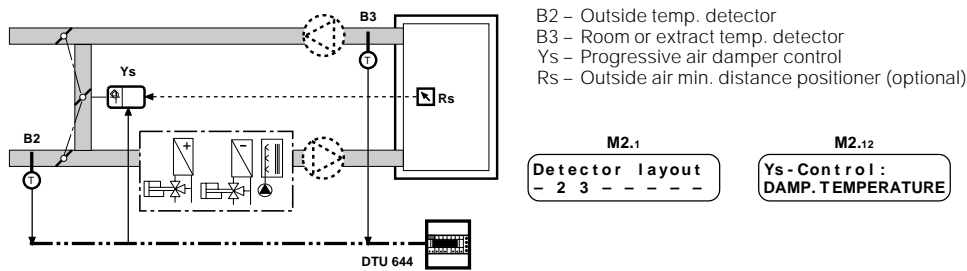 B3
B2 – Outside temp. detector
B3 – Room or extract temp. detector
Ys – Progressive air damper control
Rs – Outside air min. distance positioner (optional)
T
Ys
Rs
B2
T
+
–
M2.1
M2.12
Detector layout
– 2 3 – – – – –
Ys-Control:
DAMP. TEMPERATURE
DTU 644